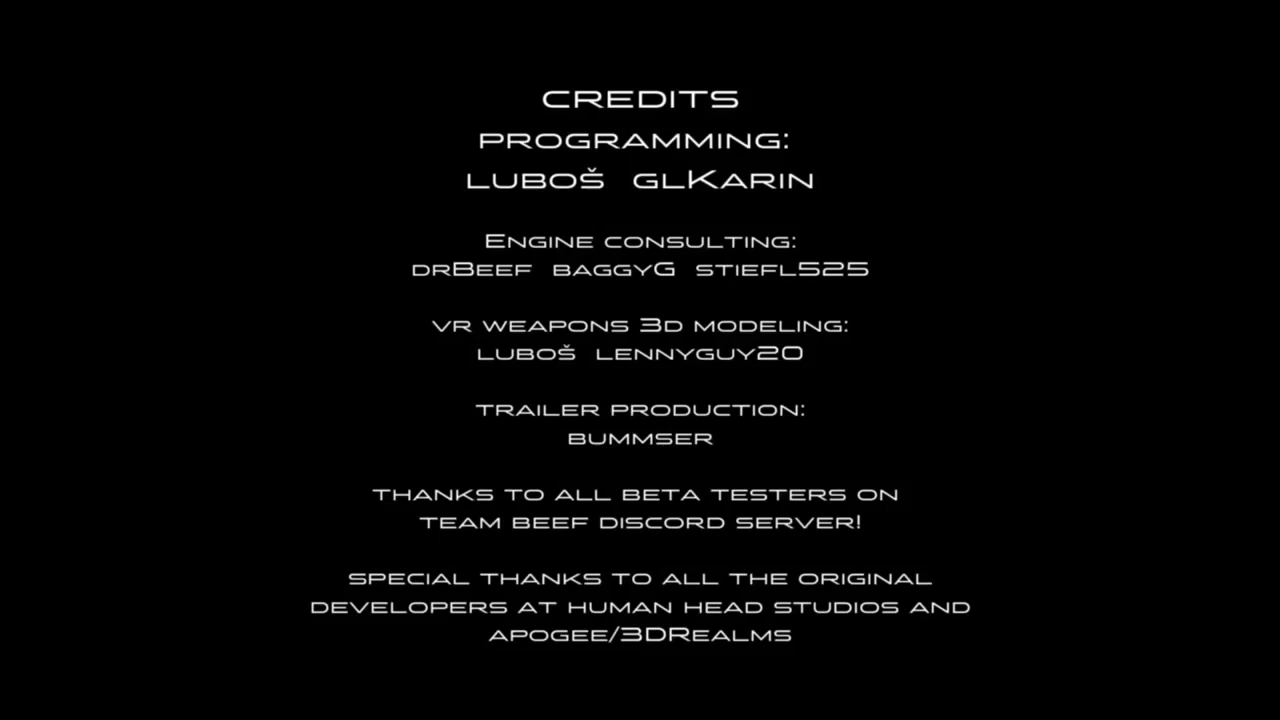 CREDITS
PROGRAMMING:
LUBOŠ GLKARIN
ENGINE CONSULTING:
DRBEEF BAGGYG STIEFL525
VR WEAPONS 3D MODELING:
LUBOŠ LENNYGUY20
TRAILER PRODUCTION:
BUMMSER
THANKS TO ALL BETA TESTERS ON
TEAM BEEF DISCORD SERVER!
SPECIAL THANKS TO ALL THE ORIGINAL
DEVELOPERS AT HUMAN HEAD STUDIOS AND
APOGEE/3DREALMS